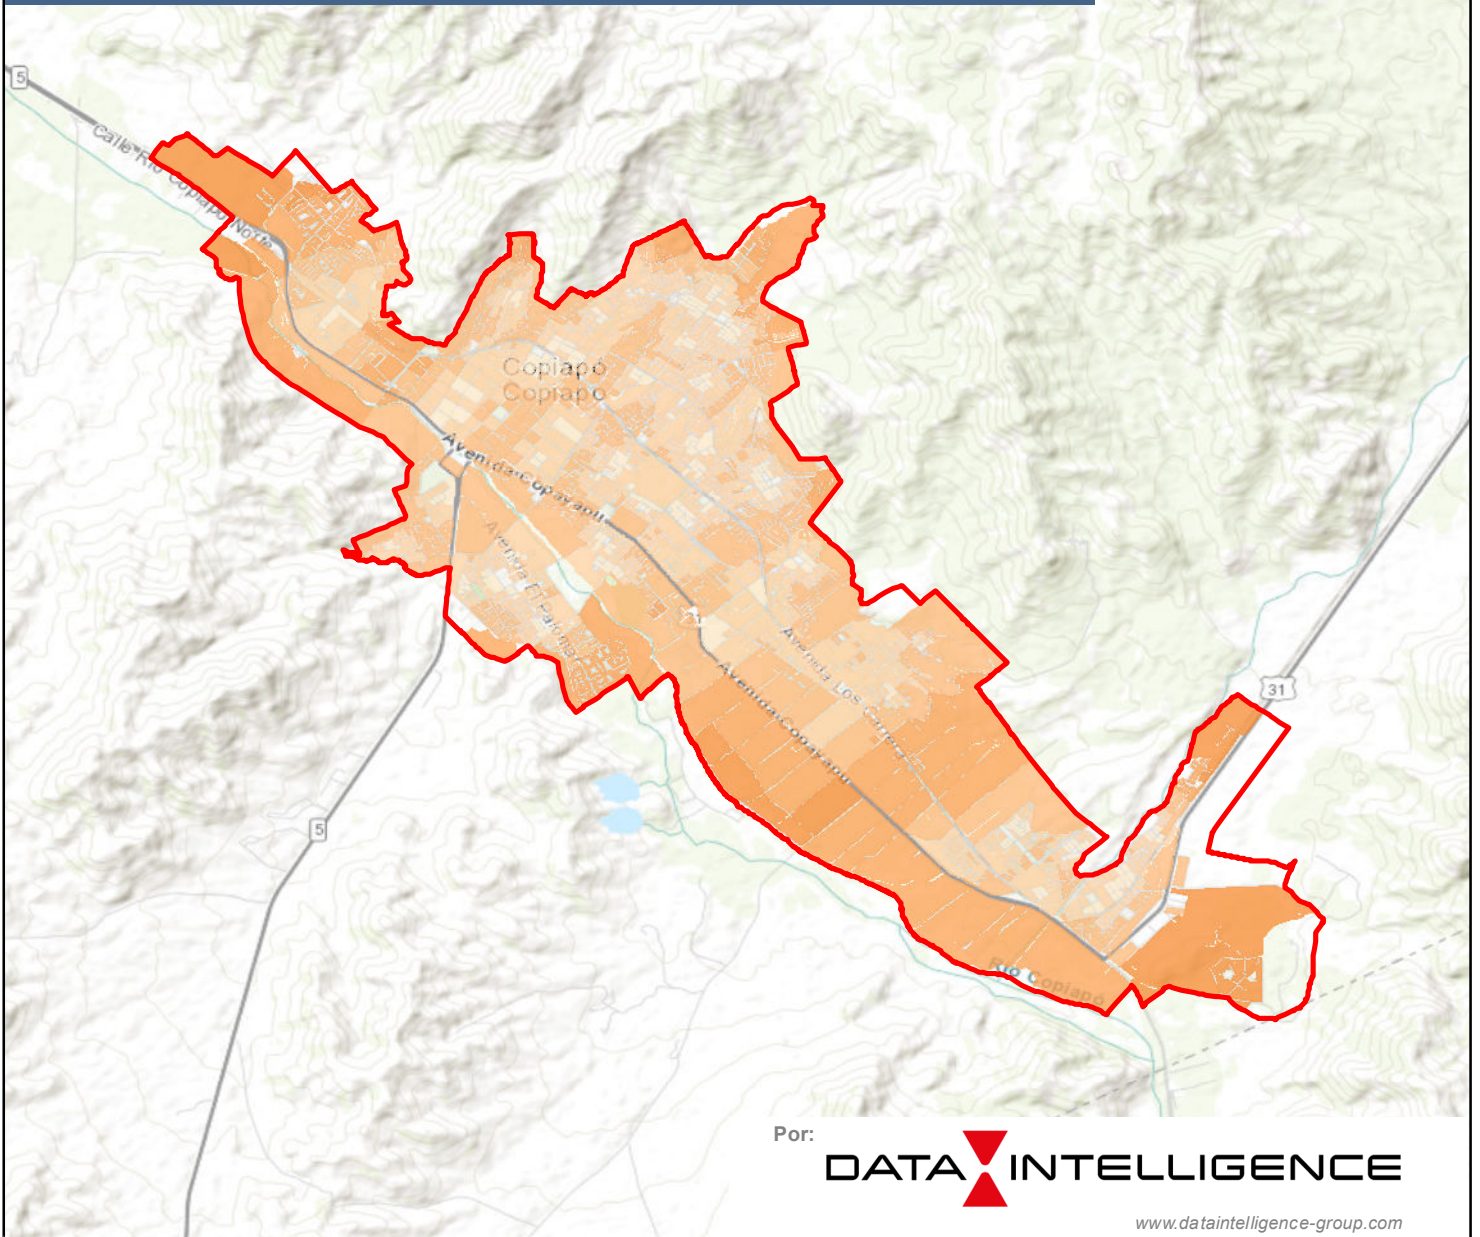 5
Calle Río Copiapó Norte
Copiapó
Copiapó
Avenida Copayapu
Avenida El Palomar
Avenida Los Carrera
Avenida Copayapu
31
5
Río Copiapó
Por:
DATA INTELLIGENCE
www.dataintelligence-group.com